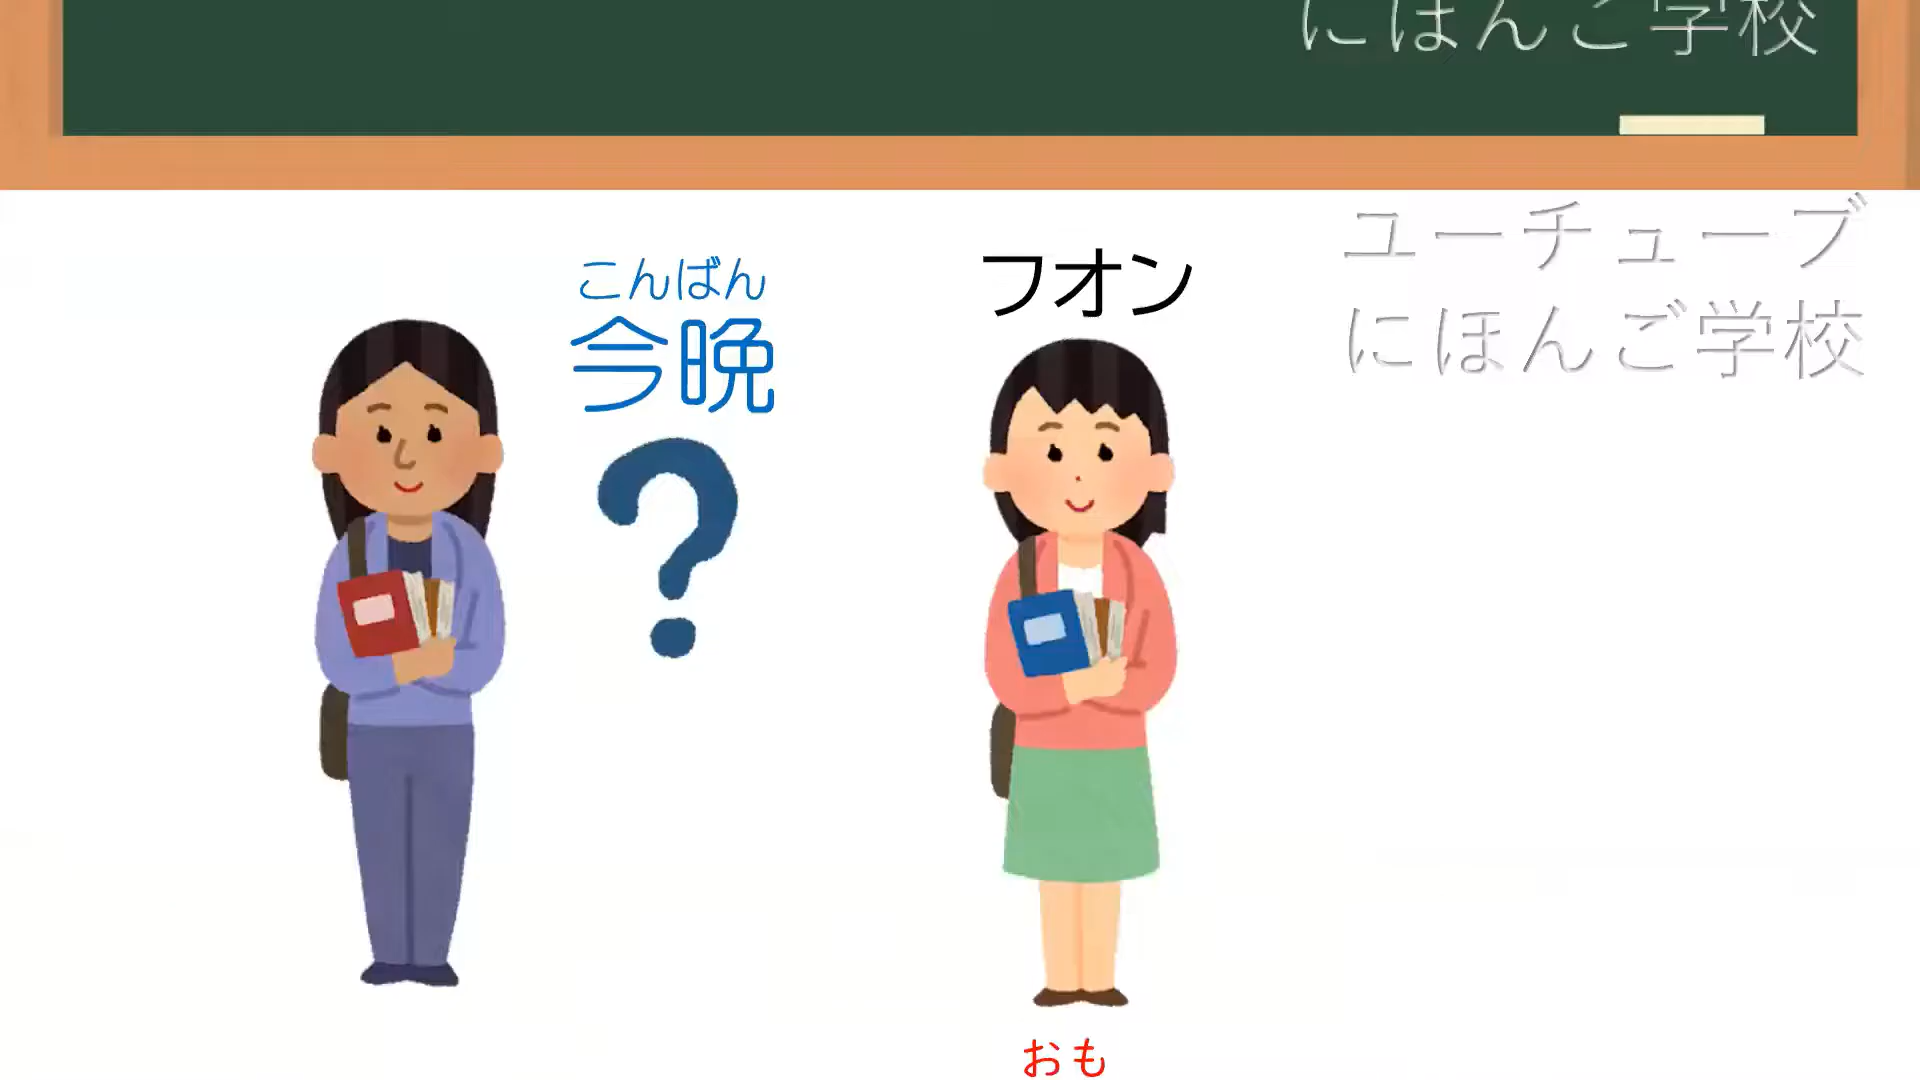 にほんご学校
ユーチューブ
にほんご学校
こんばん
今晩
?
フオン
おも